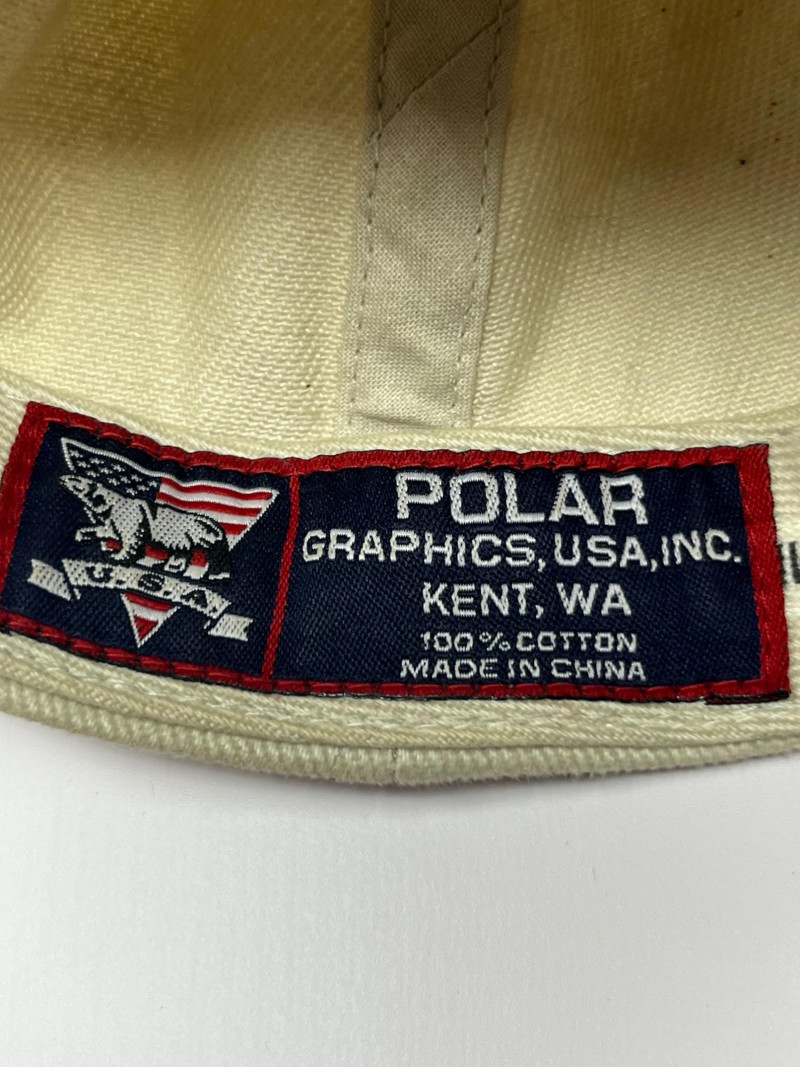 U.S.A.
POLAR
GRAPHICS, USA, INC.
KENT, WA
100% COTTON
MADE IN CHINA